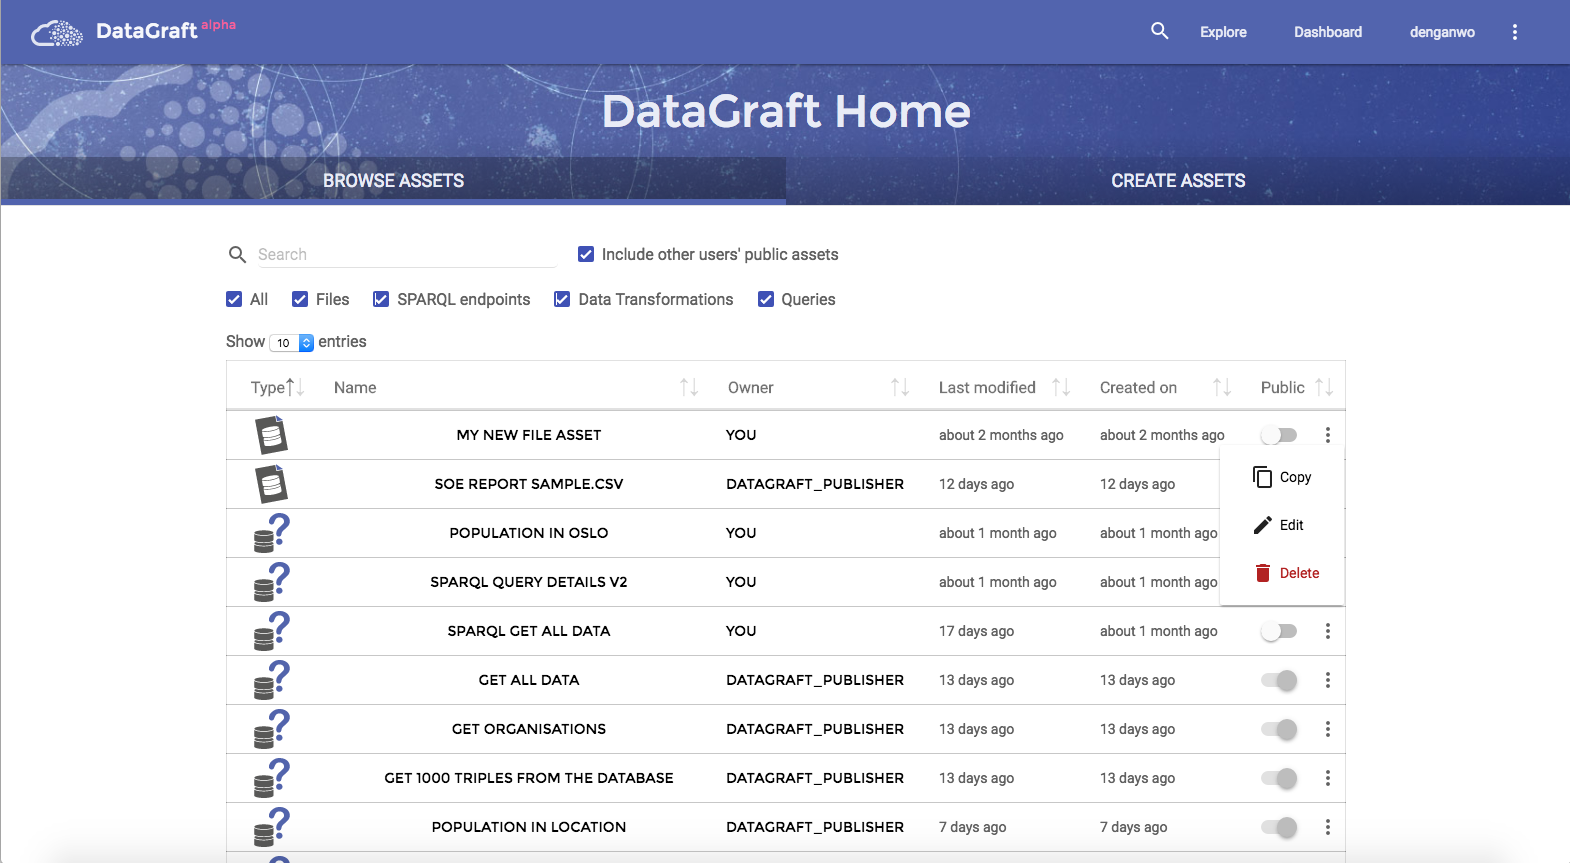 DataGraft alpha
Explore Dashboard denganwo
DataGraft Home
BROWSE ASSETS CREATE ASSETS
Search Include other users' public assets
All Files SPARQL endpoints Data Transformations Queries
Show 10 entries
Type Name Owner Last modified Created on Public
MY NEW FILE ASSET YOU about 2 months ago about 2 months ago
SOE REPORT SAMPLE.CSV DATAGRAFT_PUBLISHER 12 days ago 12 days ago
Copy
POPULATION IN OSLO YOU about 1 month ago about 1 month ago
Edit
SPARQL QUERY DETAILS V2 YOU about 1 month ago about 1 month ago
Delete
SPARQL GET ALL DATA YOU 17 days ago about 1 month ago
GET ALL DATA DATAGRAFT_PUBLISHER 13 days ago 13 days ago
GET ORGANISATIONS DATAGRAFT_PUBLISHER 13 days ago 13 days ago
GET 1000 TRIPLES FROM THE DATABASE DATAGRAFT_PUBLISHER 13 days ago 13 days ago
POPULATION IN LOCATION DATAGRAFT_PUBLISHER 7 days ago 7 days ago